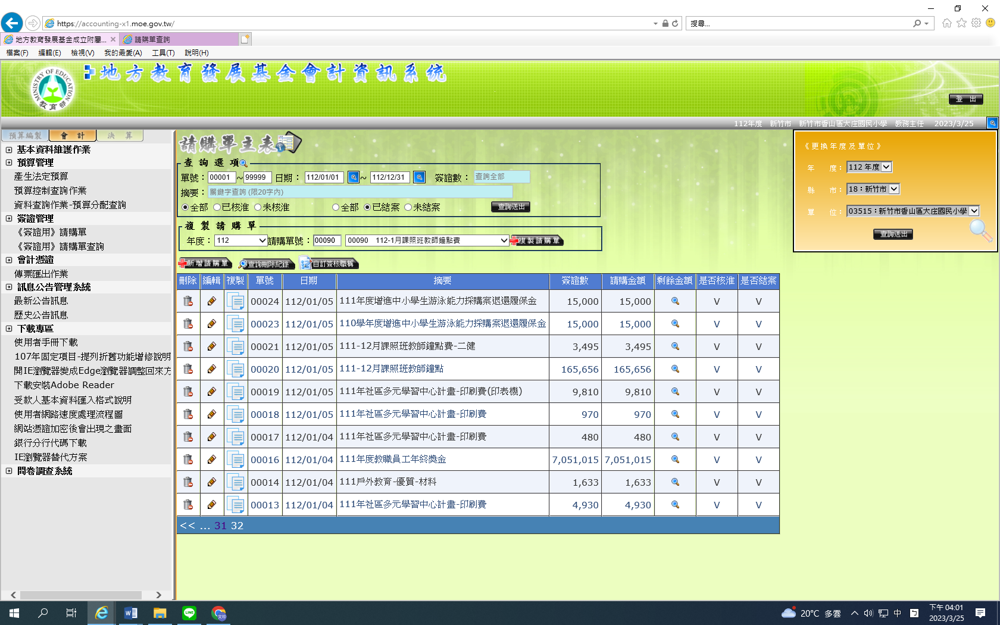 https://accounting-x1.moe.gov.tw/
搜尋...
地方教育發展基金成立附屬...
請購單查詢
檔案(F) 編輯(E) 檢視(V) 我的最愛(A) 工具(T) 說明(H)
MINISTRY OF EDUCATION
教育部
地方教育發展基金會計資訊系統
登 出
112年度 新竹市 新竹市香山區大庄國民小學 教務主任 2023/3/25
預算編製 會 計 決 算
基本資料維護作業
預算管理
產生法定預算
預算控制查詢作業
資料查詢作業-預算分配查詢
簽證管理
《簽證用》請購單
《簽證用》請購單查詢
會計憑證
傳票匯出作業
訊息公告管理系統
最新公告訊息
歷史公告訊息
下載專區
使用者手冊下載
107年固定項目-提列折舊功能增修說明
開IE瀏覽器變成Edge瀏覽器調整回來方
下載安裝Adobe Reader
受款人基本資料匯入格式說明
使用者網路速度處理流程圖
網站憑證加密後會出現之畫面
銀行分行代碼下載
IE瀏覽器替代方案
問卷調查系統
請購單主表
查 詢 選 項
單號：00001~99999 日期：112/01/01 ~ 112/12/31 簽證數：查詢全部
摘要：關鍵字查詢 (限20字內)
全部 已核准 未核准 全部 已結案 未結案 查詢送出
複 製 請 購 單
年度：112 請購單號：00090 00090 112-1月課照班教師鐘點費 複製請購單
新增請購單 查詢刪除紀錄 自訂簽核職稱
刪除 編輯 複製 單號 日期 摘要 簽證數 請購金額 剩餘金額 是否核准 是否結案
00024 112/01/05 111年度增進中小學生游泳能力採購案退還履保金 15,000 15,000 V V
00023 112/01/05 110學年度增進中小學生游泳能力採購案退還履保金 15,000 15,000 V V
00021 112/01/05 111-12月課照班教師鐘點費-二健 3,495 3,495 V V
00020 112/01/05 111-12月課照班教師鐘點 165,656 165,656 V V
00019 112/01/05 111年社區多元學習中心計畫-印刷費(印表機) 9,810 9,810 V V
00018 112/01/05 111年社區多元學習中心計畫-印刷費 970 970 V V
00017 112/01/04 111年社區多元學習中心計畫-印刷費 480 480 V V
00016 112/01/04 111年度教職員工年終獎金 7,051,015 7,051,015 V V
00014 112/01/04 111戶外教育-優質-材料 1,633 1,633 V V
00013 112/01/04 111年社區多元學習中心計畫-印刷費 4,930 4,930 V V
<< ... 31 32
《更換年度及單位》
年 度：112 年度
縣 市：18：新竹市
單 位：03515：新竹市香山區大庄國民小學
查詢送出
20°C 多雲
中
下午 04:01
2023/3/25